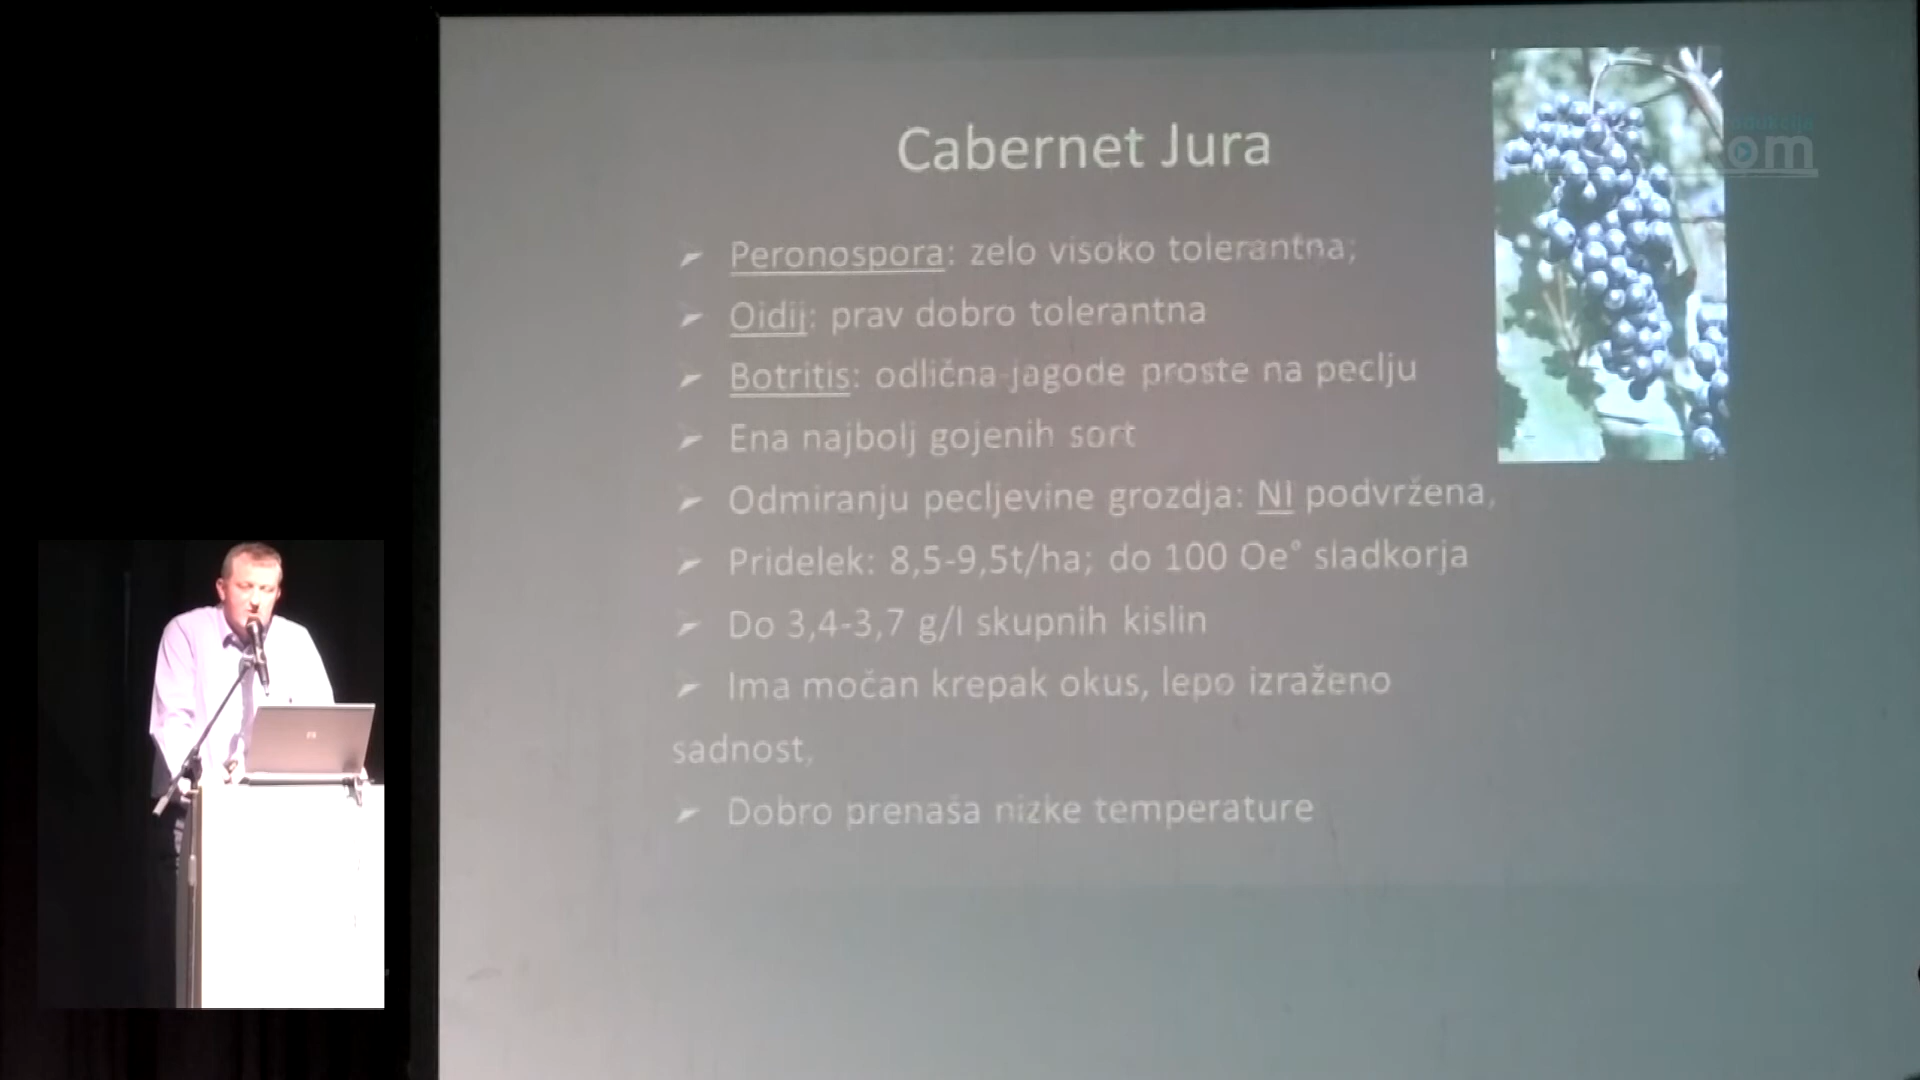 Cabernet Jura
Peronospora: zelo visoko tolerantna;
Oidij: prav dobro tolerantna
Botritis: odlična-jagode proste na peclju
Ena najbolj gojenih sort
Odmiranju pecljevine grozdja: NI podvržena,
Pridelek: 8,5-9,5t/ha; do 100 Oe° sladkorja
Do 3,4-3,7 g/l skupnih kislin
Ima močan krepak okus, lepo izraženo
sadnost,
Dobro prenaša nizke temperature
om